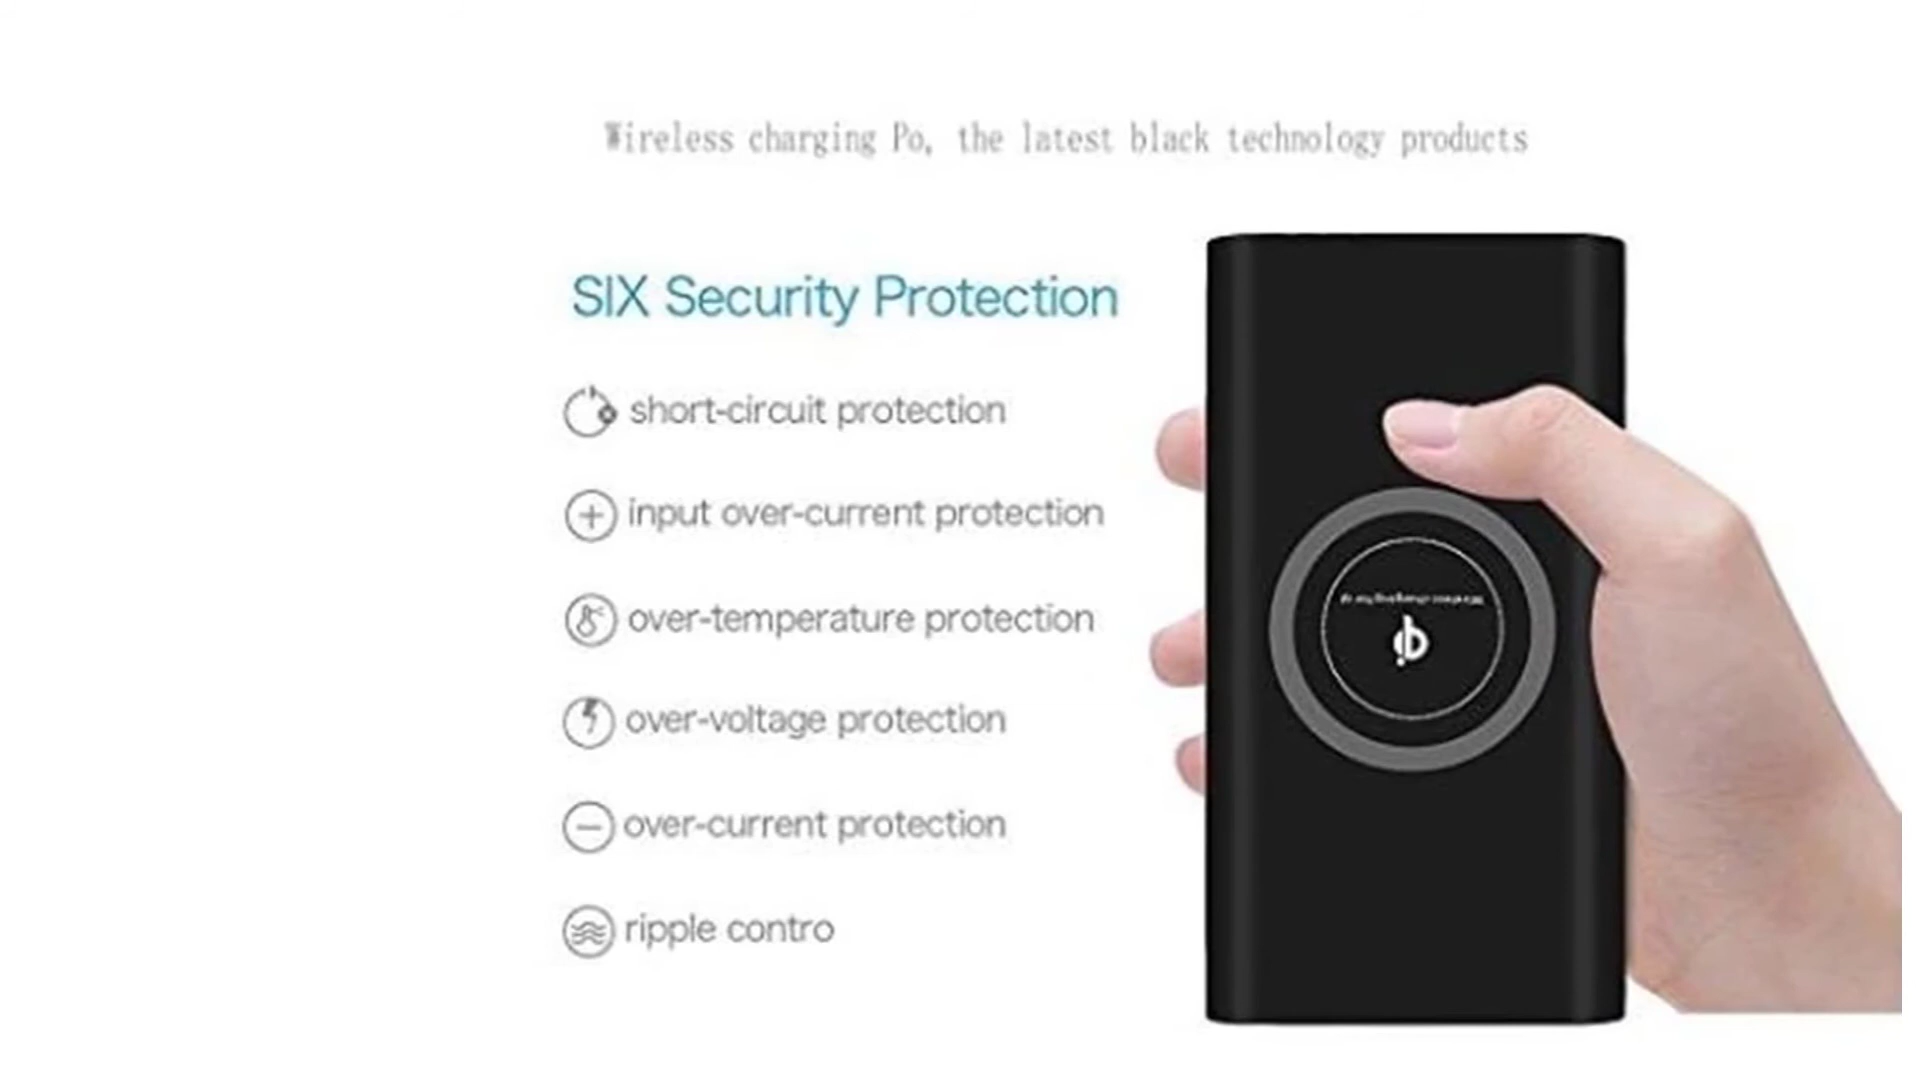 Wireless charging Po, the latest black technology products
SIX Security Protection
short-circuit protection
input over-current protection
over-temperature protection
over-voltage protection
over-current protection
ripple contro